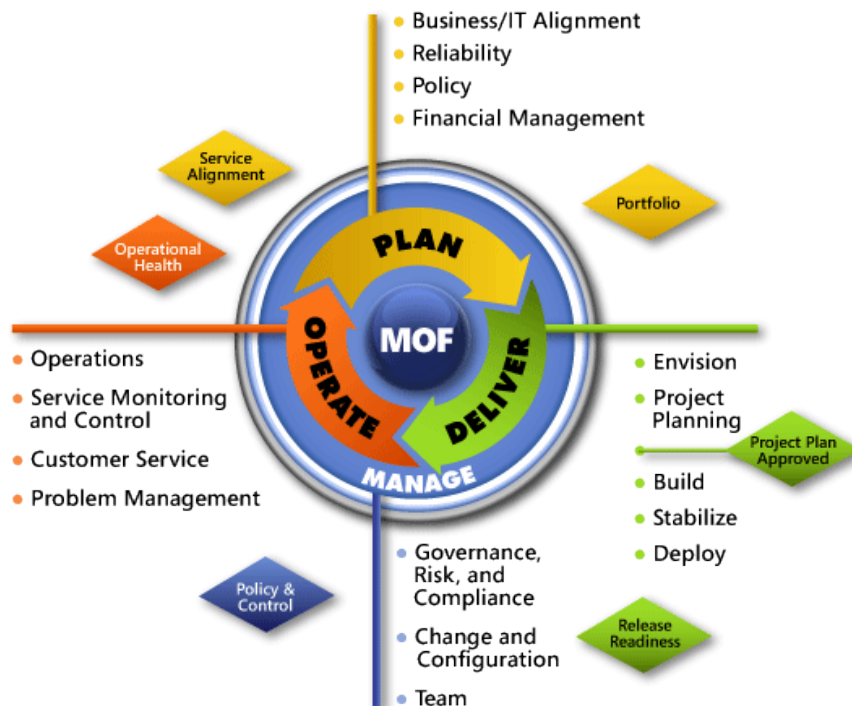 Business/IT Alignment
Reliability
Policy
Financial Management
Service
Alignment
Portfolio
Operational
Health
PLAN
MOF
OPERATE
DELIVER
MANAGE
Operations
Service Monitoring
and Control
Customer Service
Problem Management
Envision
Project
Planning
Project Plan
Approved
Build
Stabilize
Deploy
Policy &
Control
Governance,
Risk, and
Compliance
Change and
Configuration
Team
Release
Readiness